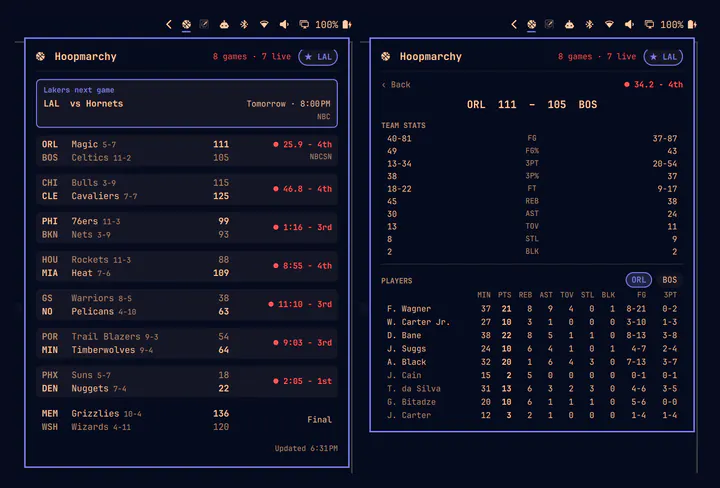 100%
Hoopmarchy 8 games · 7 live ★ LAL
Lakers next game
LAL vs Hornets Tomorrow · 8:00PM
NBC
ORL Magic 5-7 111 ● 25.9 - 4th
BOS Celtics 11-2 105 NBCSN
CHI Bulls 3-9 115
● 46.8 - 4th
CLE Cavaliers 7-7 125
PHI 76ers 11-3 99
● 1:16 - 3rd
BKN Nets 3-9 93
HOU Rockets 11-3 88
● 8:55 - 4th
MIA Heat 7-6 109
GS Warriors 8-5 38
● 11:10 - 3rd
NO Pelicans 4-10 63
POR Trail Blazers 9-3 54
● 9:03 - 3rd
MIN Timberwolves 9-4 64
PHX Suns 5-7 18
● 2:05 - 1st
DEN Nuggets 7-4 22
MEM Grizzlies 10-4 136
Final
WSH Wizards 4-11 120
Updated 6:31PM
100%
Hoopmarchy 8 games · 7 live ★ LAL
‹ Back ● 34.2 - 4th
ORL 111 – 105 BOS
TEAM STATS
40-81 FG 37-87
49 FG% 43
13-34 3PT 20-54
38 3P% 37
18-22 FT 9-17
45 REB 38
30 AST 24
13 TOV 11
8 STL 9
2 BLK 2
PLAYERS ORL BOS
MIN PTS REB AST TOV STL BLK FG 3PT
F. Wagner 37 21 8 9 4 0 1 8-21 0-2
W. Carter Jr. 27 10 3 1 0 0 0 3-10 1-3
D. Bane 38 22 8 5 1 1 0 8-13 3-8
J. Suggs 24 10 6 4 1 0 1 4-7 2-4
A. Black 32 20 1 6 4 3 0 7-13 3-7
J. Cain 15 2 5 0 0 0 0 0-1 0-1
T. da Silva 31 13 6 3 2 3 0 4-6 3-5
G. Bitadze 20 10 6 1 1 1 0 5-6 0-0
J. Carter 12 3 2 1 0 0 0 1-4 1-4